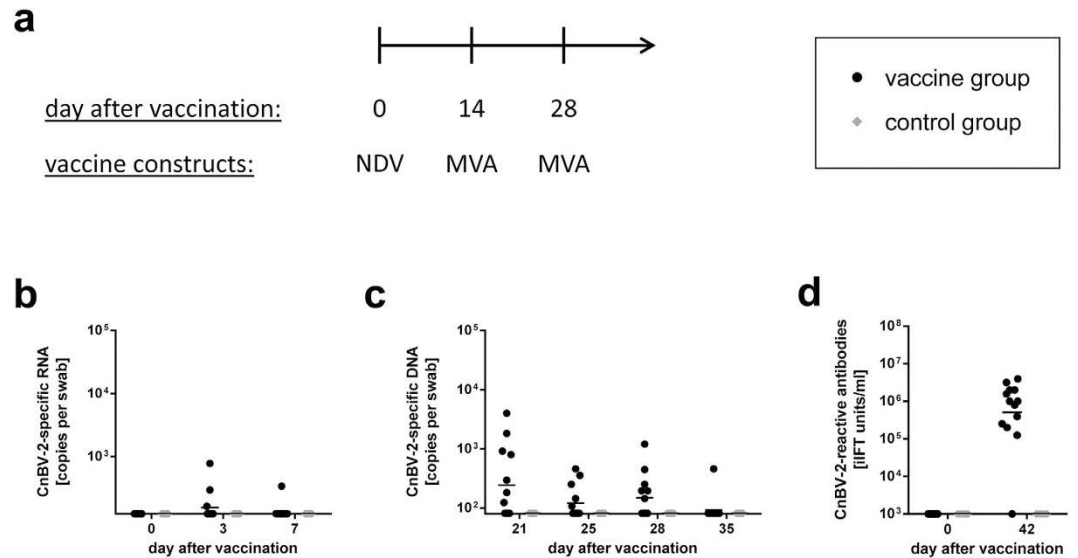 a
day after vaccination: 0 14 28
vaccine constructs: NDV MVA MVA
vaccine group
control group
b
CnBV-2-specific RNA
[copies per swab]
10⁵
10⁴
10³
0 3 7
day after vaccination
c
CnBV-2-specific DNA
[copies per swab]
10⁵
10⁴
10³
10²
21 25 28 35
day after vaccination
d
CnBV-2-reactive antibodies
[iIFT units/ml]
10⁸
10⁷
10⁶
10⁵
10⁴
10³
0 42
day after vaccination